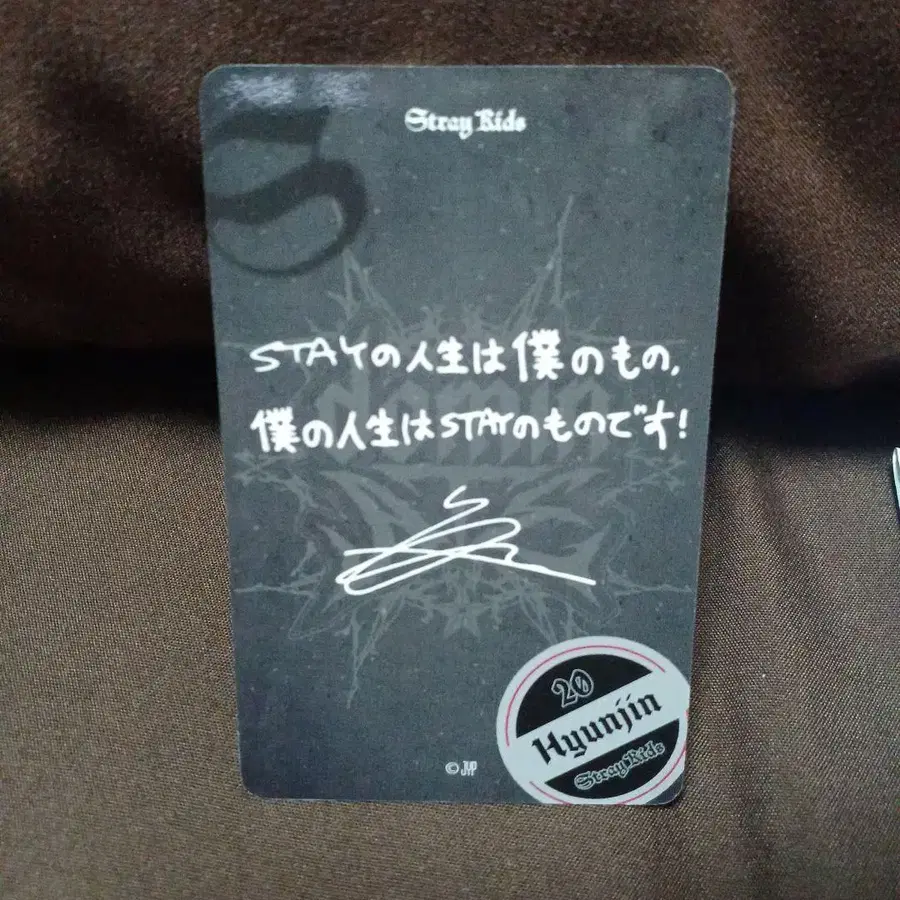 Stray Kids
S
STAYの人生は僕のもの.
僕の人生はSTAYのものです!
20
Hyunjin
Stray Kids
© JYP